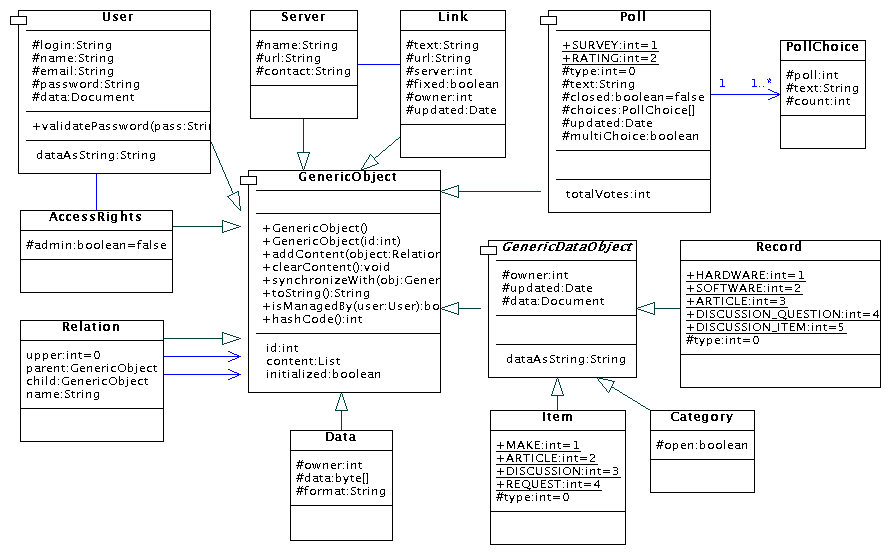 User
#login:String
#name:String
#email:String
#password:String
#data:Document
+validatePassword(pass:Stri
dataAsString:String
Server
#name:String
#url:String
#contact:String
Link
#text:String
#url:String
#server:int
#fixed:boolean
#owner:int
#updated:Date
Poll
+SURVEY:int=1
+RATING:int=2
#type:int=0
#text:String
#closed:boolean=false
#choices:PollChoice[]
#updated:Date
#multiChoice:boolean
totalVotes:int
1
1..*
PollChoice
#poll:int
#text:String
#count:int
AccessRights
#admin:boolean=false
GenericObject
+GenericObject()
+GenericObject(id:int)
+addContent(object:Relation
+clearContent():void
+synchronizeWith(obj:Gener
+toString():String
+isManagedBy(user:User):bo
+hashCode():int
id:int
content:List
initialized:boolean
GenericDataObject
#owner:int
#updated:Date
#data:Document
dataAsString:String
Record
+HARDWARE:int=1
+SOFTWARE:int=2
+ARTICLE:int=3
+DISCUSSION_QUESTION:int=4
+DISCUSSION_ITEM:int=5
#type:int=0
Relation
upper:int=0
parent:GenericObject
child:GenericObject
name:String
Data
#owner:int
#data:byte[]
#format:String
Item
+MAKE:int=1
+ARTICLE:int=2
+DISCUSSION:int=3
+REQUEST:int=4
#type:int=0
Category
#open:boolean